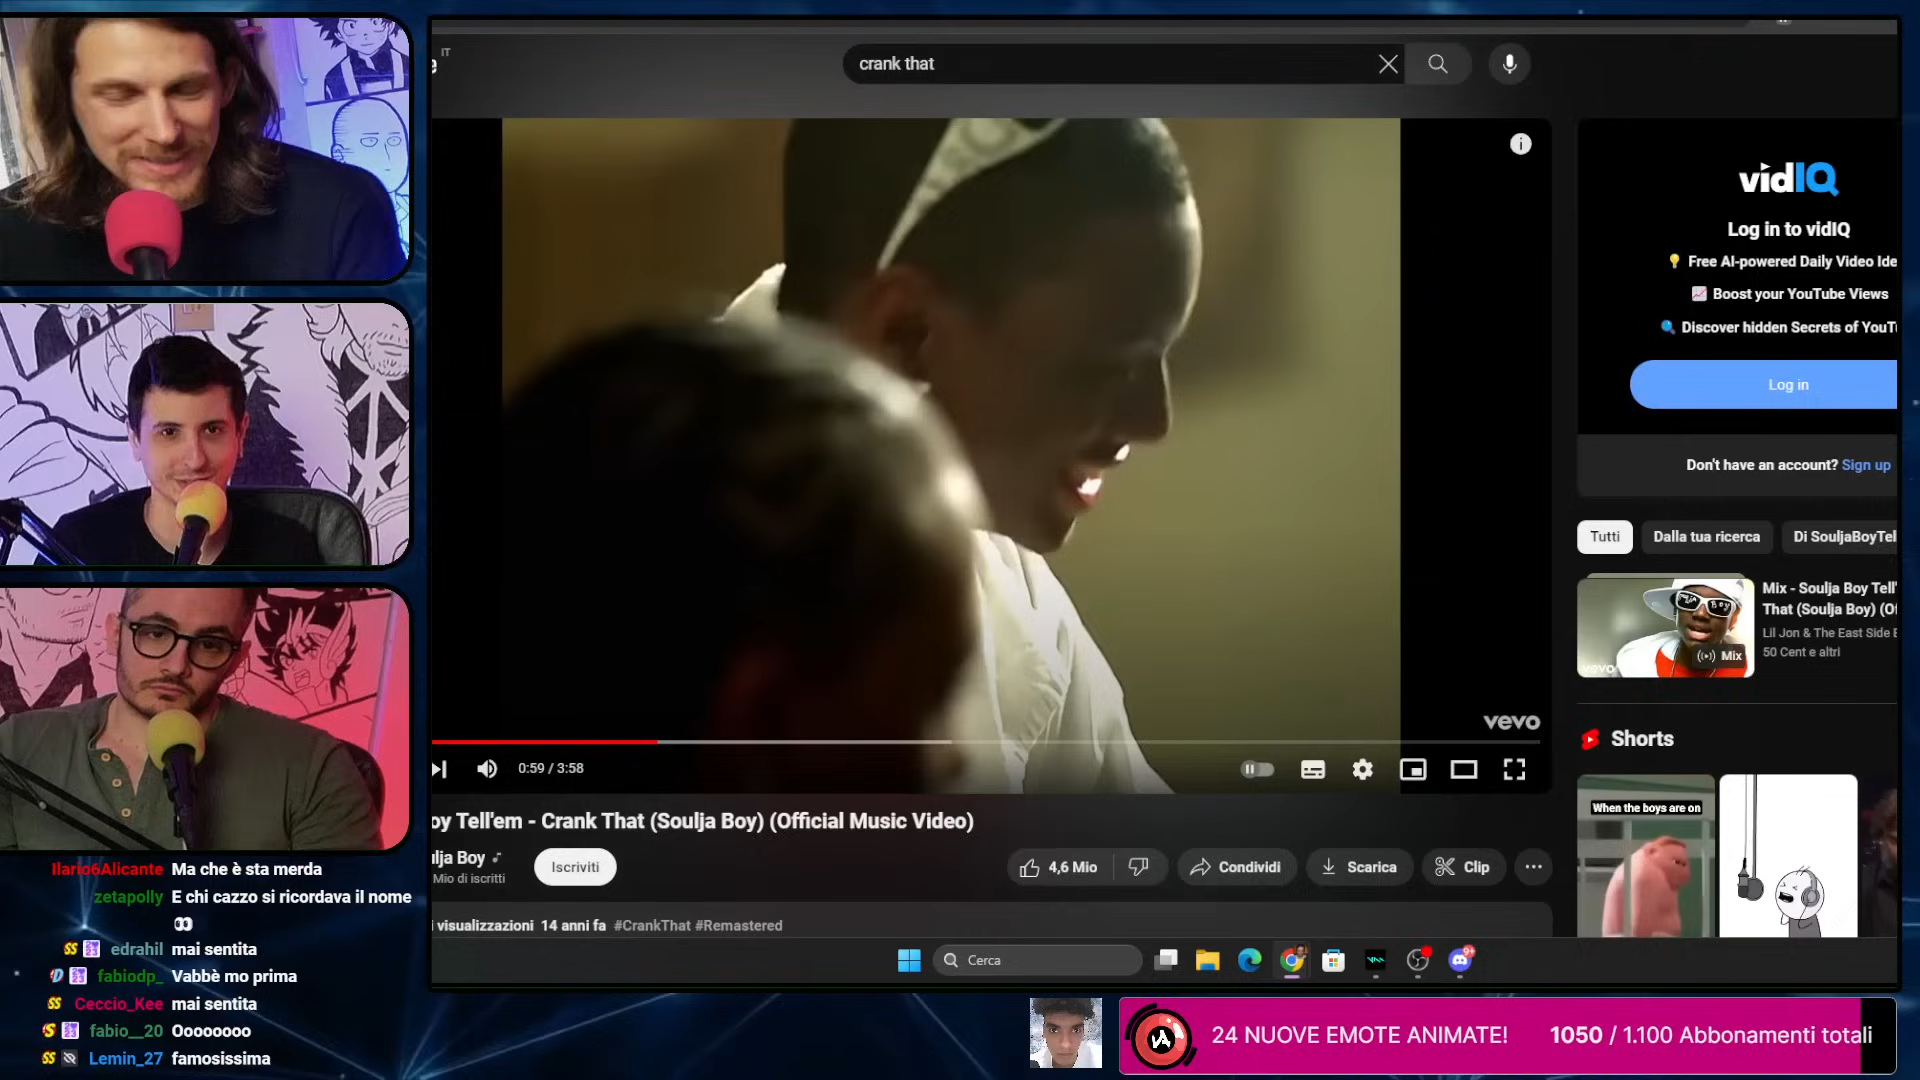 IT
e
crank that
vidIQ
Log in to vidIQ
Free AI-powered Daily Video Ide
Boost your YouTube Views
Discover hidden Secrets of YouT
Log in
Don't have an account? Sign up
Tutti
Dalla tua ricerca
Di SouljaBoyTel
Mix - Soulja Boy Tell'
That (Soulja Boy) (Of
Lil Jon & The East Side B
50 Cent e altri
Mix
vevo
Shorts
When the boys are on
vevo
0:59 / 3:58
oy Tell'em - Crank That (Soulja Boy) (Official Music Video)
ulja Boy
Mio di iscritti
Iscriviti
4,6 Mio
Condividi
Scarica
Clip
i visualizzazioni 14 anni fa #CrankThat #Remastered
Cerca
9+
Ilario6Alicante Ma che è sta merda
zetapolly E chi cazzo si ricordava il nome
edrahil mai sentita
fabiodp_ Vabbè mo prima
Ceccio_Kee mai sentita
fabio__20 Oooooooo
Lemin_27 famosissima
24 NUOVE EMOTE ANIMATE!
1050 / 1.100 Abbonamenti totali